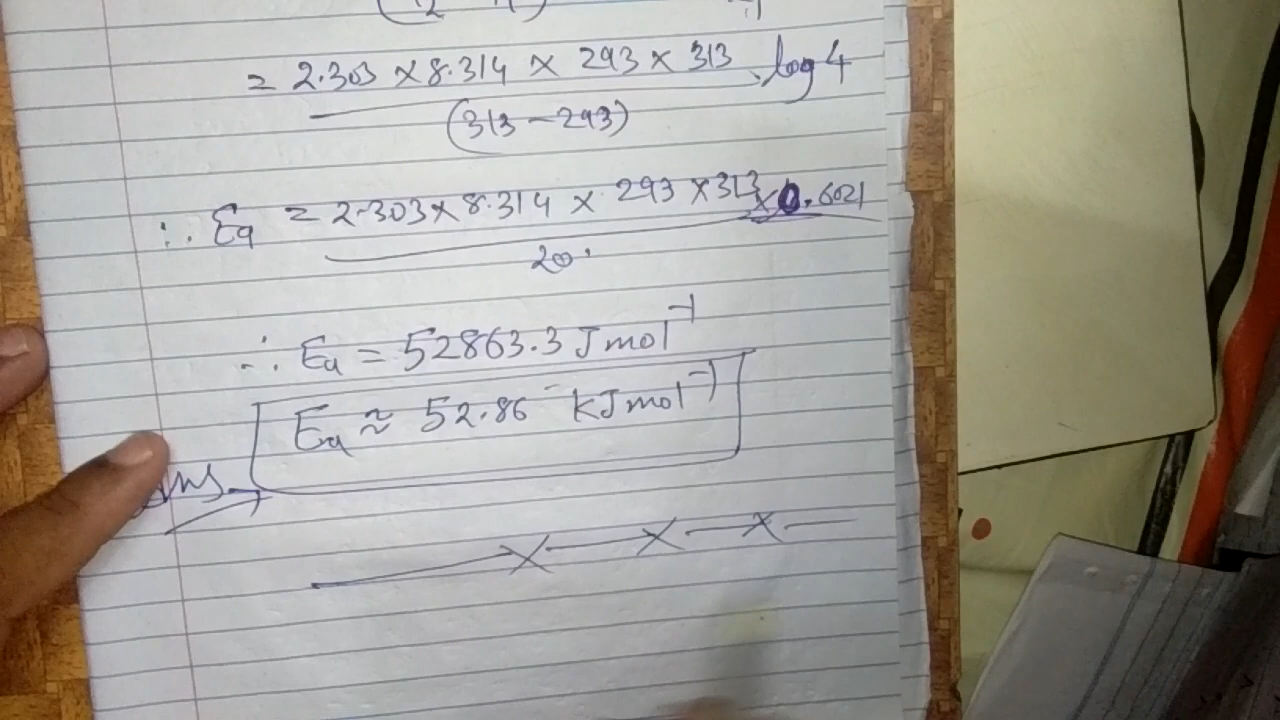 = 2.303 × 8.314 × 293 × 313 . log 4
(313 - 293)
∴ Ea = 2.303 × 8.314 × 293 × 313 × 0.6021
20
∴ Ea = 52863.3 J mol⁻¹
Ea ≈ 52.86 kJ mol⁻¹
Ans